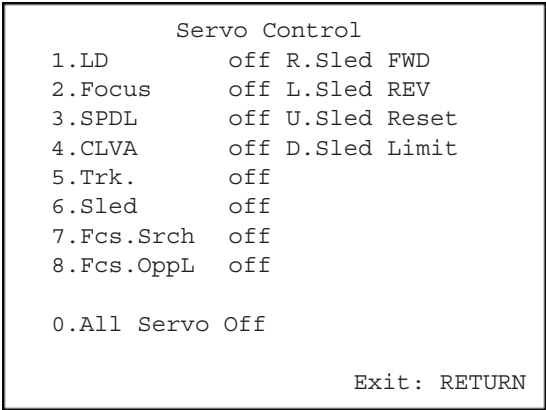 Servo Control
1.LD off R.Sled FWD
2.Focus off L.Sled REV
3.SPDL off U.Sled Reset
4.CLVA off D.Sled Limit
5.Trk. off
6.Sled off
7.Fcs.Srch off
8.Fcs.OppL off
0.All Servo Off
Exit: RETURN